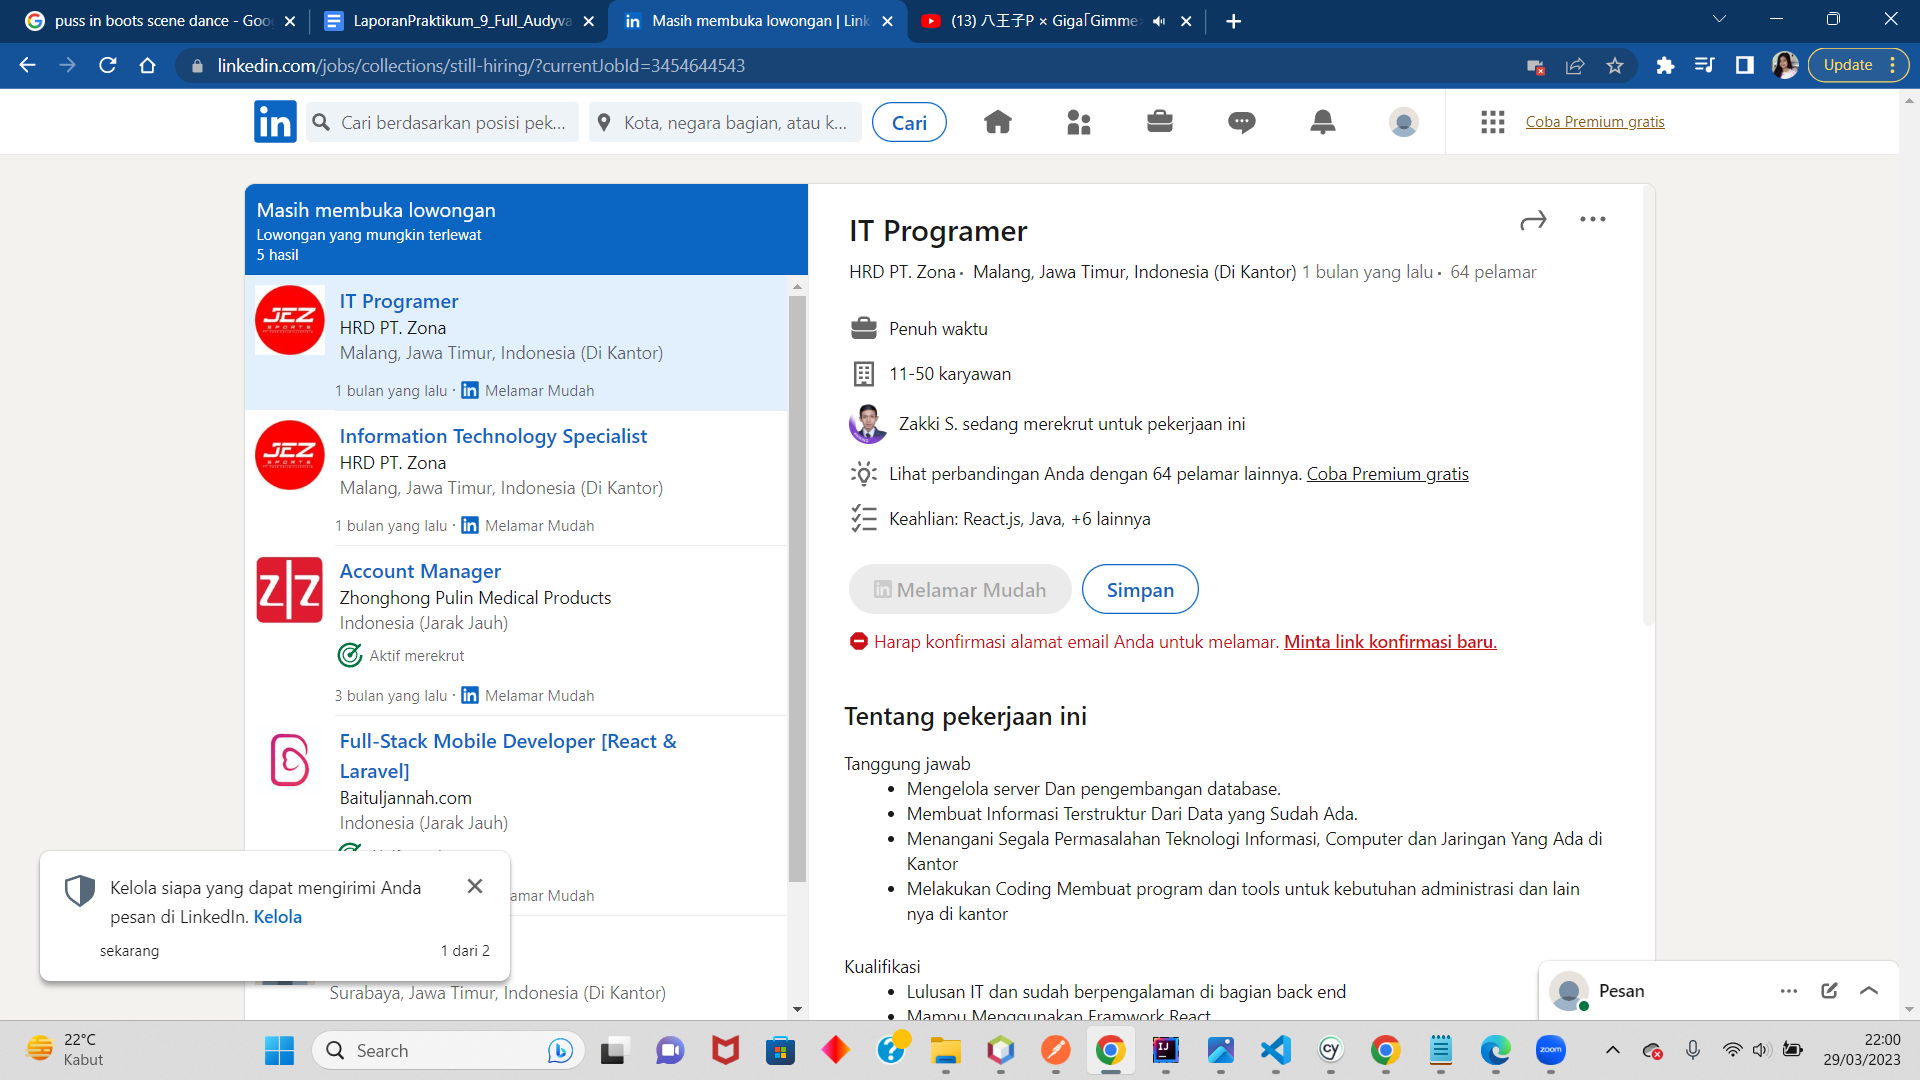 puss in boots scene dance - Goo
LaporanPraktikum_9_Full_Audyva
Masih membuka lowongan | Link
(13) 八王子P × Giga「Gimme×
linkedin.com/jobs/collections/still-hiring/?currentJobId=3454644543
Update
in
Cari berdasarkan posisi pek...
Kota, negara bagian, atau k...
Cari
Coba Premium gratis
Masih membuka lowongan
Lowongan yang mungkin terlewat
5 hasil
JEZ
SPORTS
IT Programer
HRD PT. Zona
Malang, Jawa Timur, Indonesia (Di Kantor)
1 bulan yang lalu · in Melamar Mudah
JEZ
SPORTS
Information Technology Specialist
HRD PT. Zona
Malang, Jawa Timur, Indonesia (Di Kantor)
1 bulan yang lalu · in Melamar Mudah
Z|Z
Account Manager
Zhonghong Pulin Medical Products
Indonesia (Jarak Jauh)
Aktif merekrut
3 bulan yang lalu · in Melamar Mudah
Full-Stack Mobile Developer [React &
Laravel]
Baituljannah.com
Indonesia (Jarak Jauh)
amar Mudah
Surabaya, Jawa Timur, Indonesia (Di Kantor)
Kelola siapa yang dapat mengirimi Anda
pesan di LinkedIn. Kelola
sekarang
1 dari 2
IT Programer
HRD PT. Zona · Malang, Jawa Timur, Indonesia (Di Kantor) 1 bulan yang lalu · 64 pelamar
Penuh waktu
11-50 karyawan
Zakki S. sedang merekrut untuk pekerjaan ini
Lihat perbandingan Anda dengan 64 pelamar lainnya. Coba Premium gratis
Keahlian: React.js, Java, +6 lainnya
in Melamar Mudah
Simpan
Harap konfirmasi alamat email Anda untuk melamar. Minta link konfirmasi baru.
Tentang pekerjaan ini
Tanggung jawab
• Mengelola server Dan pengembangan database.
• Membuat Informasi Terstruktur Dari Data yang Sudah Ada.
• Menangani Segala Permasalahan Teknologi Informasi, Computer dan Jaringan Yang Ada di
Kantor
• Melakukan Coding Membuat program dan tools untuk kebutuhan administrasi dan lain
nya di kantor
Kualifikasi
• Lulusan IT dan sudah berpengalaman di bagian back end
• Mampu Menggunakan Framwork React
Pesan
22°C
Kabut
Search
IJ
CY
zoom
22:00
29/03/2023